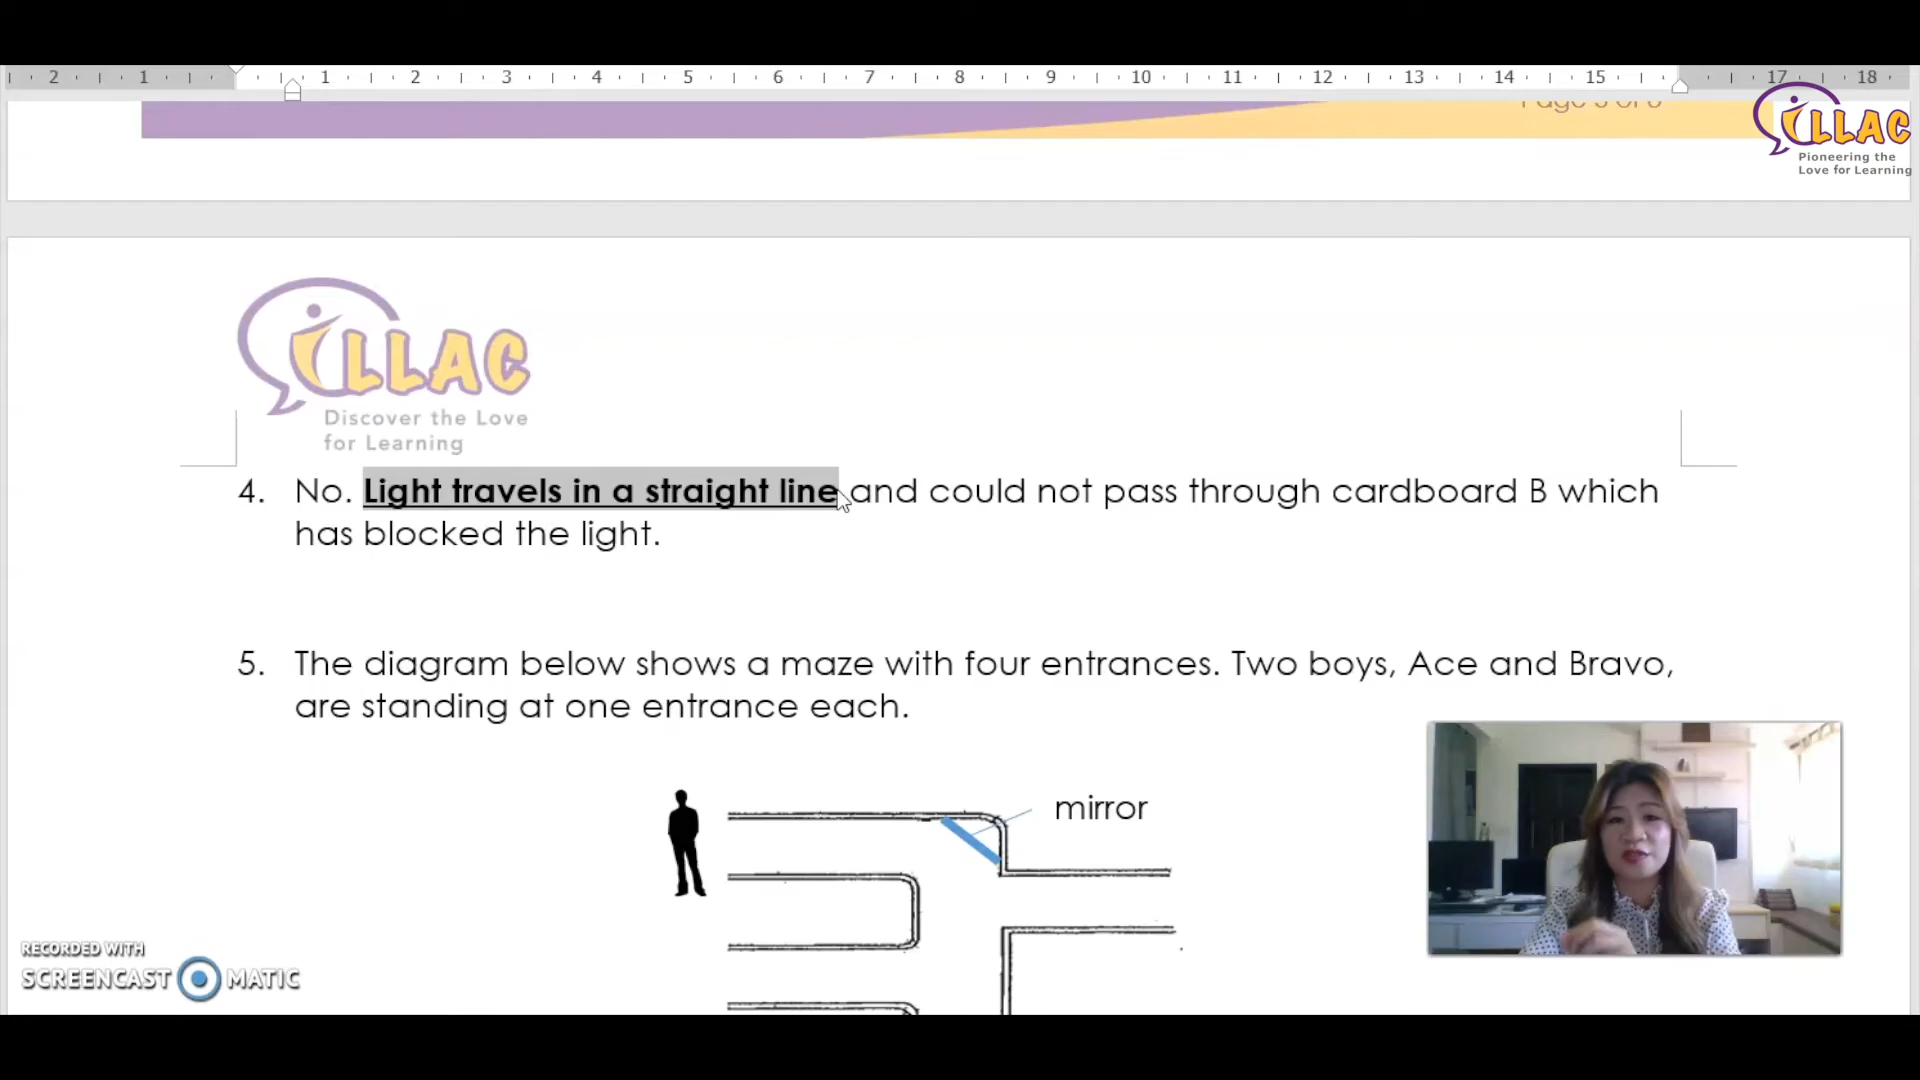 2 1 1 2 3 4 5 6 7 8 9 10 11 12 13 14 15 17 18
iLLAC
Pioneering the
Love for Learning
iLLAC
Discover the Love
for Learning
4. No. Light travels in a straight line and could not pass through cardboard B which
has blocked the light.
5. The diagram below shows a maze with four entrances. Two boys, Ace and Bravo,
are standing at one entrance each.
mirror
RECORDED WITH
SCREENCAST MATIC